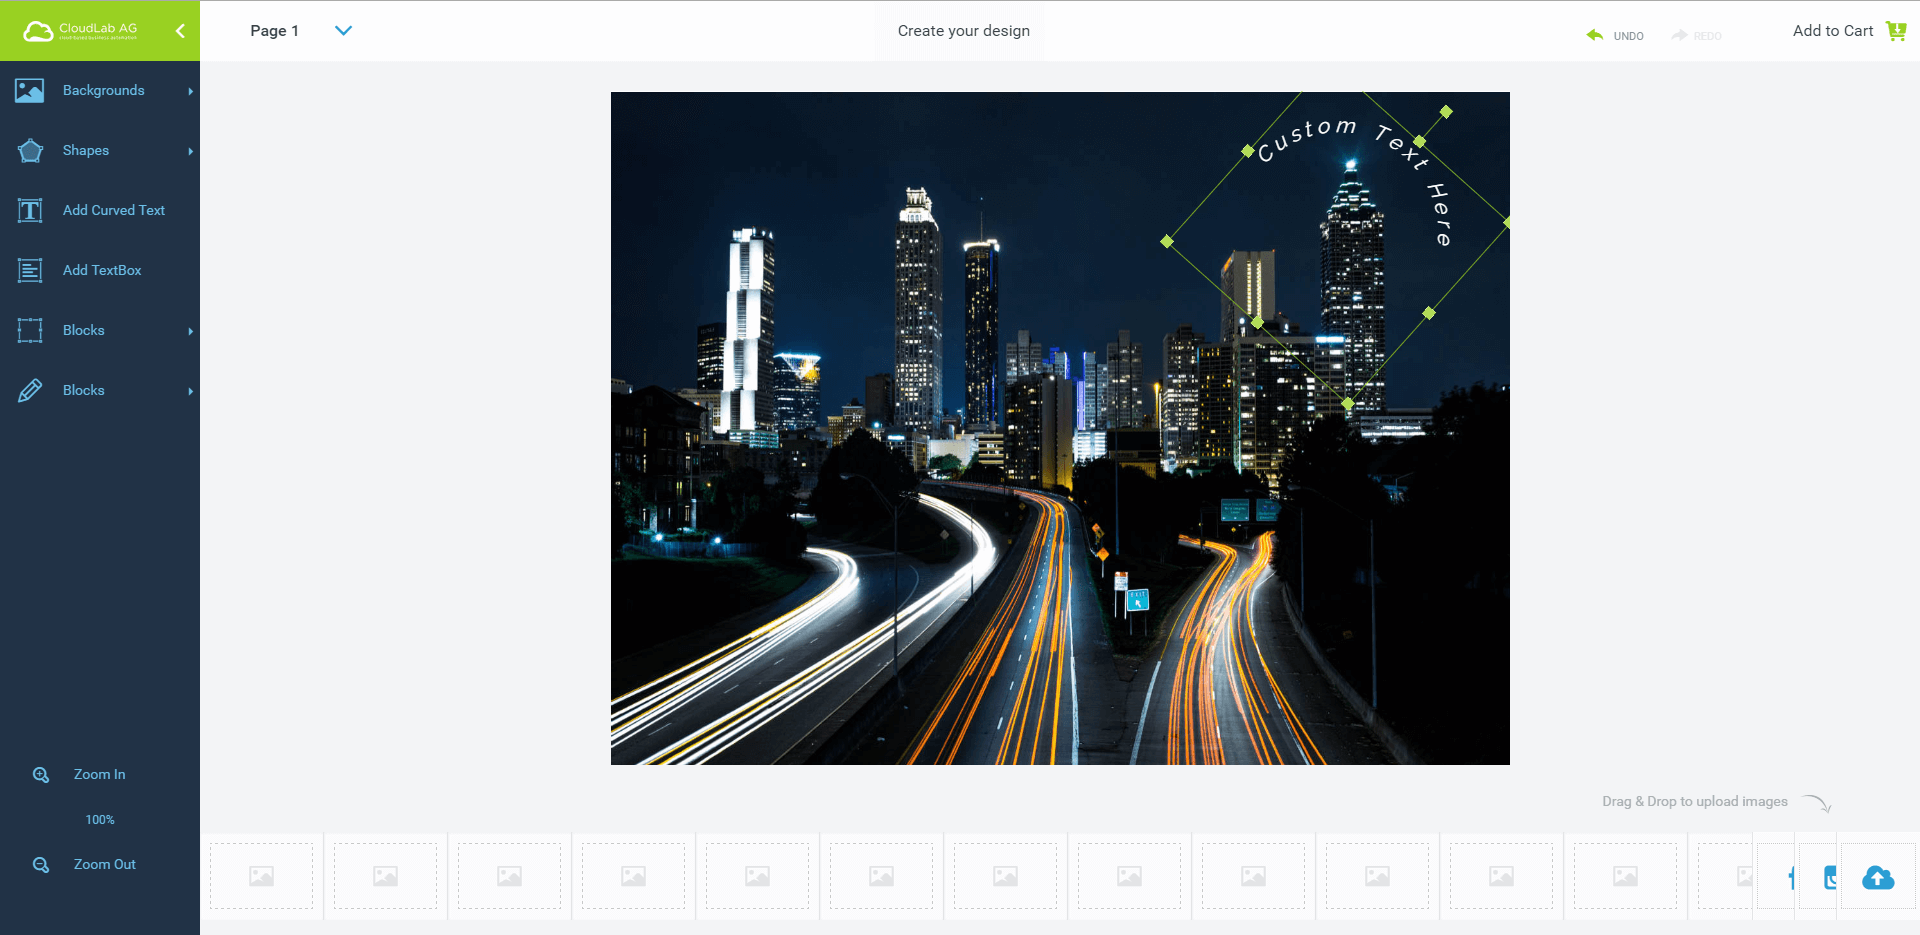 CloudLab AG
Page 1
Create your design
UNDO
REDO
Add to Cart
Backgrounds
Shapes
Add Curved Text
Add TextBox
Blocks
Blocks
Custom Text Here
EXIT
Zoom In
100%
Zoom Out
Drag & Drop to upload images